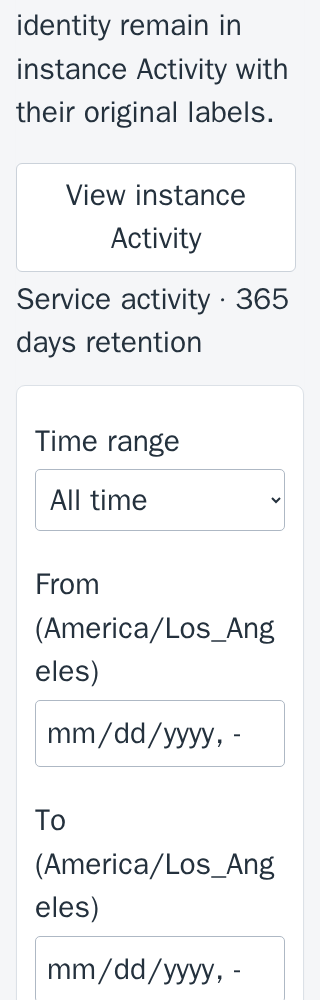 identity remain in
instance Activity with
their original labels.
View instance
Activity
Service activity · 365
days retention
Time range
All time
From
(America/Los_Ang
eles)
mm/dd/yyyy, -
To
(America/Los_Ang
eles)
mm/dd/yyyy, -